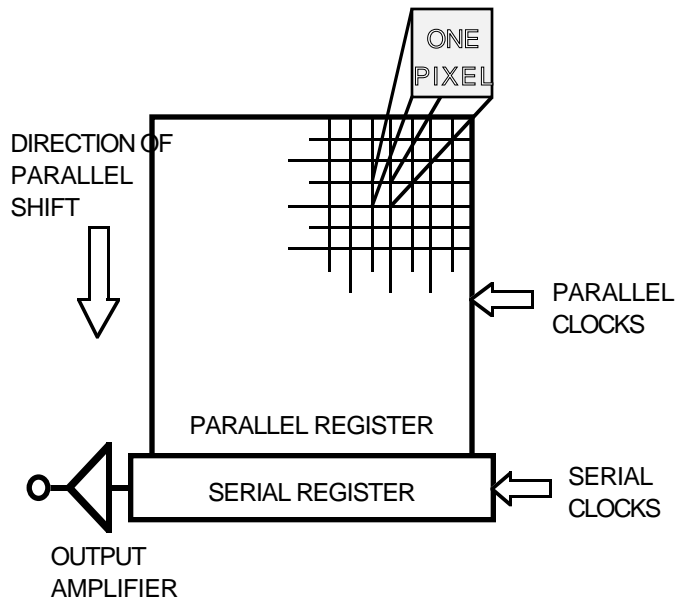 ONE
PIXEL
DIRECTION OF
PARALLEL
SHIFT
PARALLEL
CLOCKS
PARALLEL REGISTER
SERIAL REGISTER
SERIAL
CLOCKS
OUTPUT
AMPLIFIER